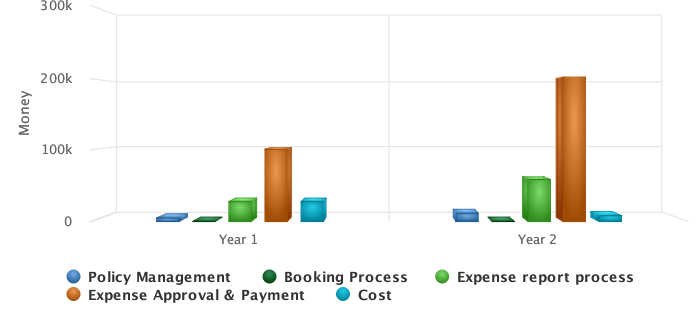 300k
200k
100k
0
Money
Year 1
Year 2
Policy Management
Booking Process
Expense report process
Expense Approval & Payment
Cost